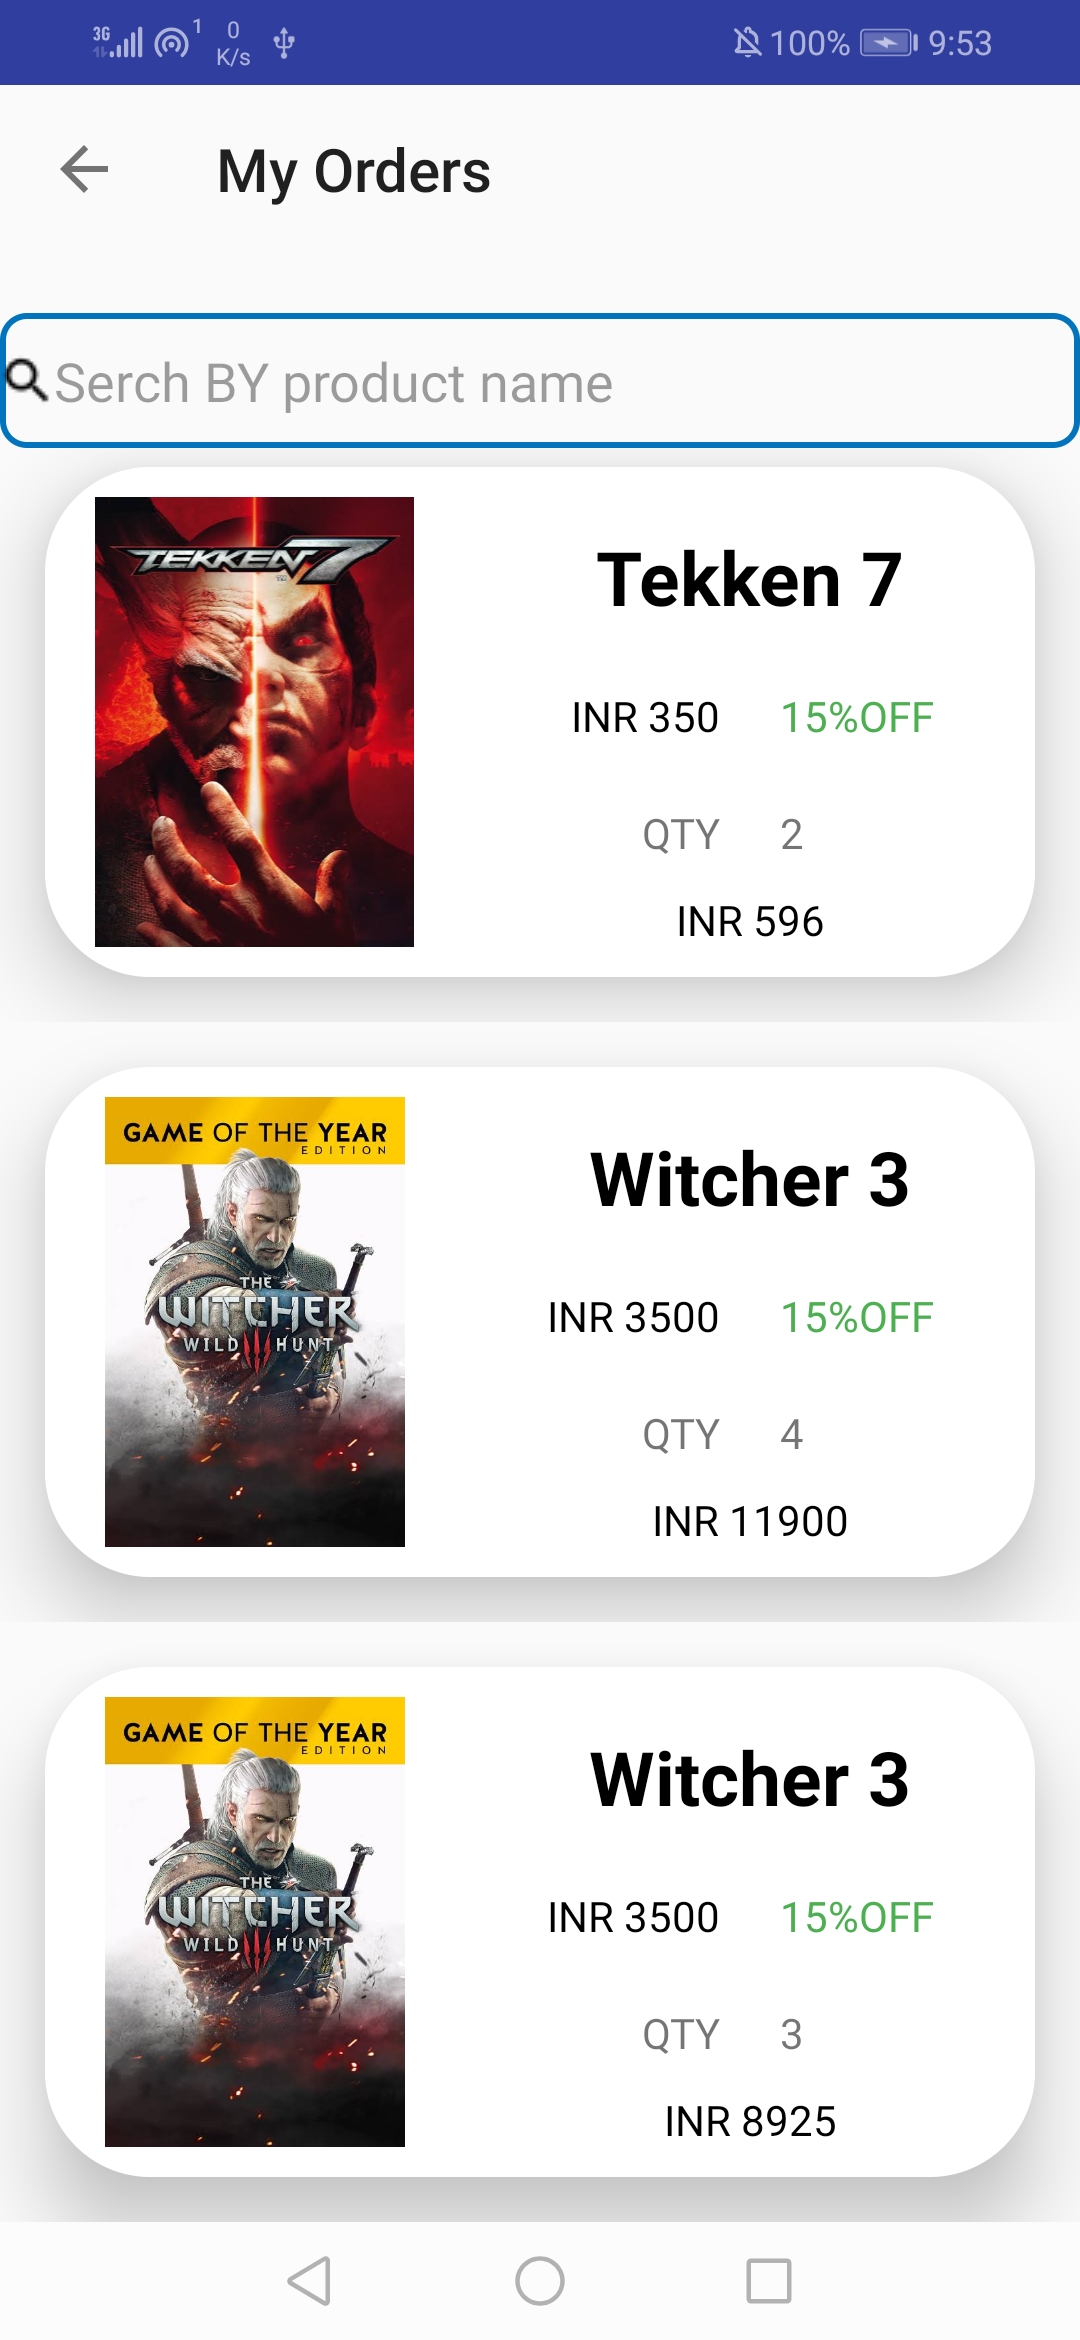 3G 1 0 K/s 100% 9:53
My Orders
Serch BY product name
TEKKEN 7
TM
Tekken 7
INR 350 15%OFF
QTY 2
INR 596
GAME OF THE YEAR
EDITION
THE
WITCHER
WILD III HUNT
Witcher 3
INR 3500 15%OFF
QTY 4
INR 11900
GAME OF THE YEAR
EDITION
THE
WITCHER
WILD III HUNT
Witcher 3
INR 3500 15%OFF
QTY 3
INR 8925